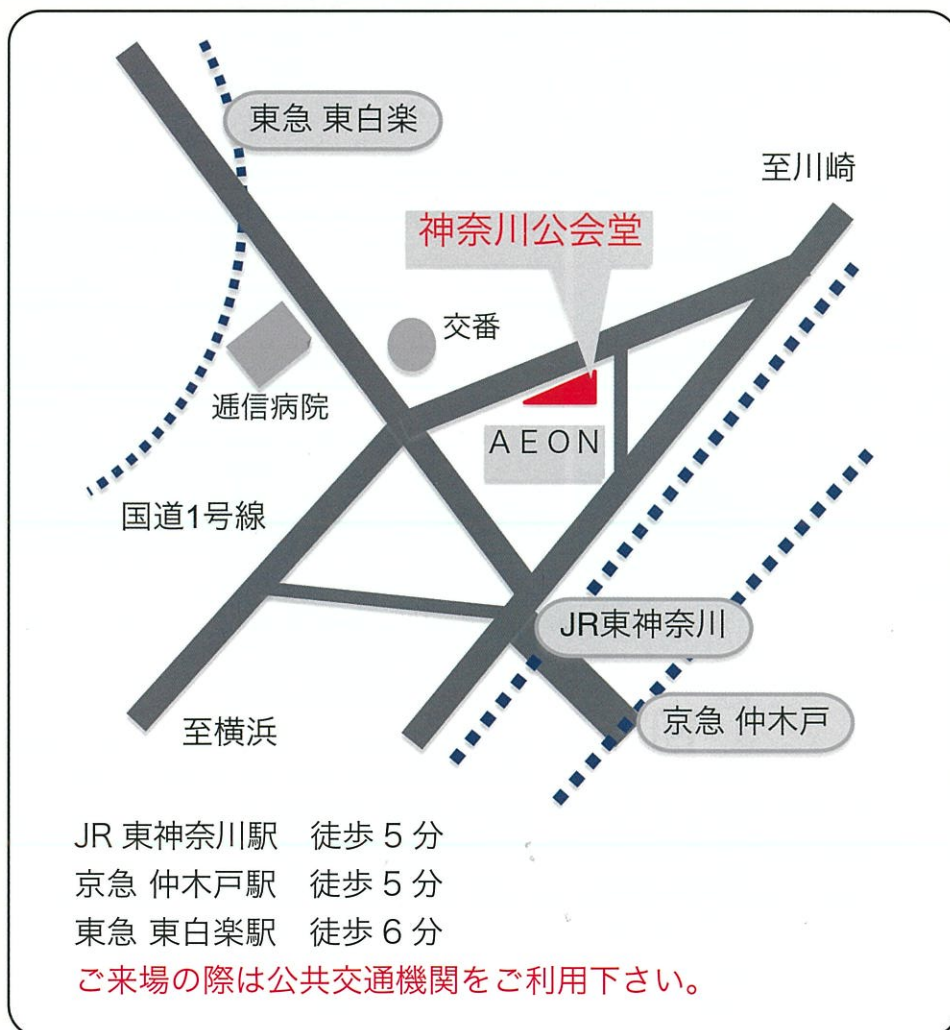 東急 東白楽
至川崎
神奈川公会堂
交番
逓信病院
AEON
国道1号線
JR東神奈川
至横浜
京急 仲木戸
JR 東神奈川駅 徒歩 5 分
京急 仲木戸駅 徒歩 5 分
東急 東白楽駅 徒歩 6 分
ご来場の際は公共交通機関をご利用下さい。